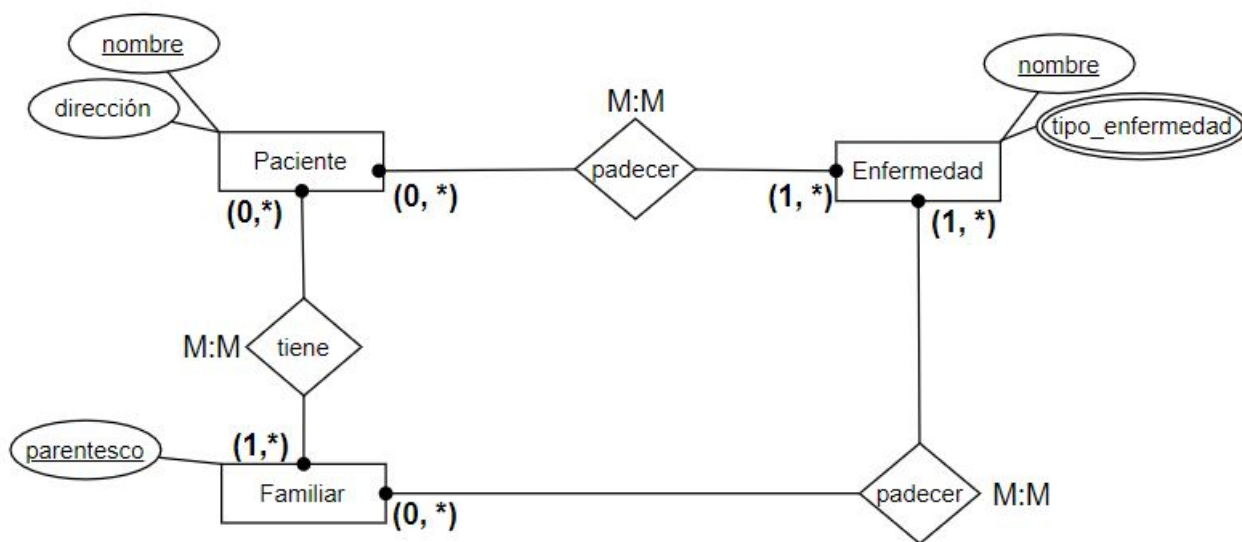 nombre
dirección
Paciente
(0,*)
(0, *)
M:M
padecer
(1, *)
nombre
tipo_enfermedad
Enfermedad
(1, *)
M:M
tiene
parentesco
(1,*)
Familiar
(0, *)
padecer
M:M